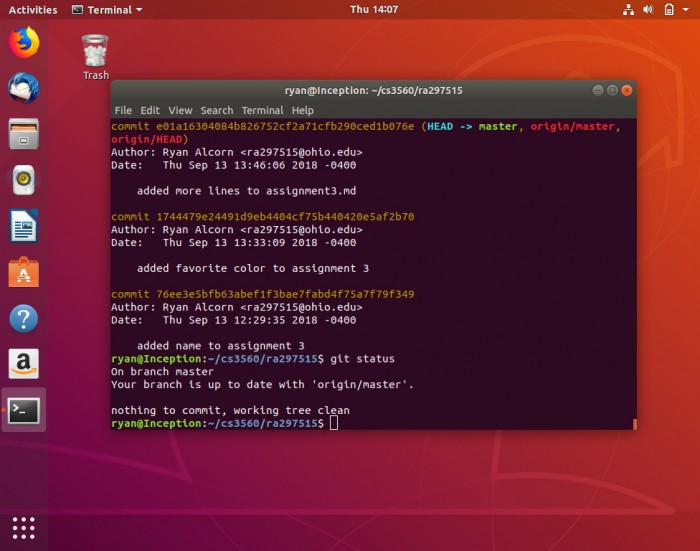 Activities Terminal Thu 14:07
Trash
ryan@Inception: ~/cs3560/ra297515
File Edit View Search Terminal Help
commit e01a16304084b826752cf2a71cfb290ced1b076e (HEAD -> master, origin/master,
origin/HEAD)
Author: Ryan Alcorn <ra297515@ohio.edu>
Date: Thu Sep 13 13:46:06 2018 -0400
added more lines to assignment3.md
commit 1744479e24491d9eb4404cf75b440420e5af2b70
Author: Ryan Alcorn <ra297515@ohio.edu>
Date: Thu Sep 13 13:33:09 2018 -0400
added favorite color to assignment 3
commit 76ee3e5bfb63abef1f3bae7fabd4f75a7f79f349
Author: Ryan Alcorn <ra297515@ohio.edu>
Date: Thu Sep 13 12:29:35 2018 -0400
added name to assignment 3
ryan@Inception:~/cs3560/ra297515$ git status
On branch master
Your branch is up to date with 'origin/master'.
nothing to commit, working tree clean
ryan@Inception:~/cs3560/ra297515$